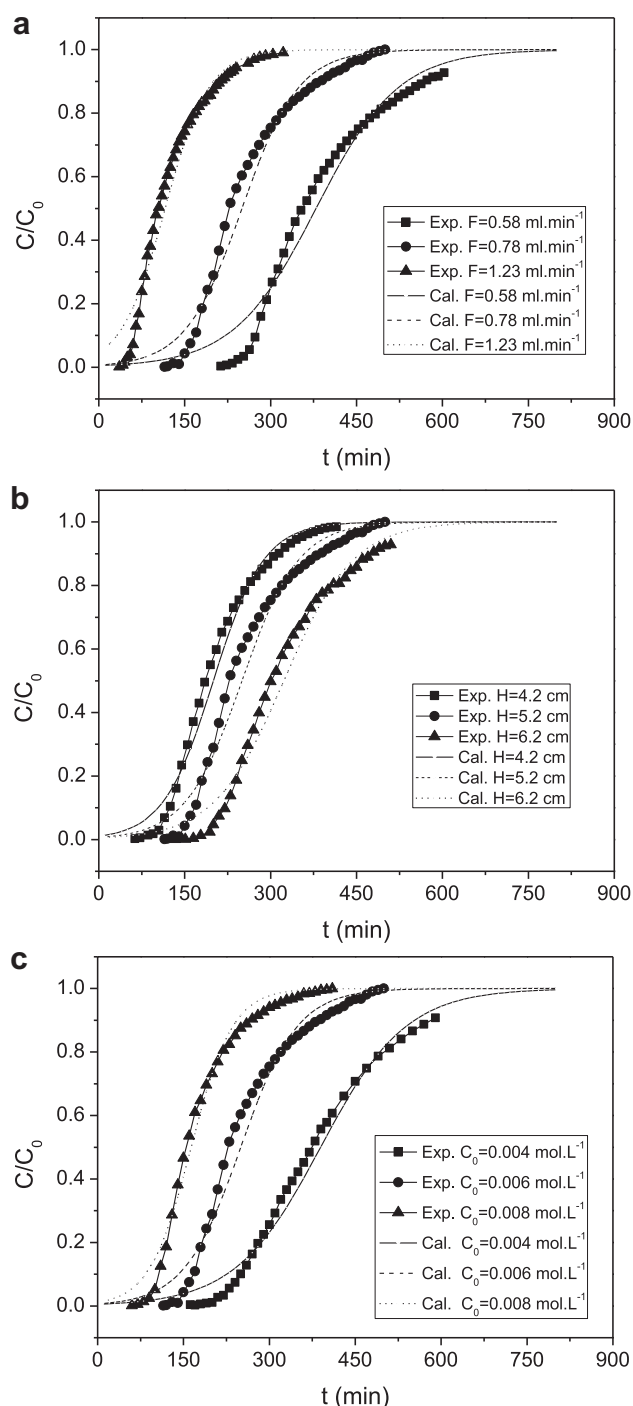 a
1.0
0.8
0.6
0.4
0.2
0.0
C/C₀
Exp. F=0.58 ml.min⁻¹
Exp. F=0.78 ml.min⁻¹
Exp. F=1.23 ml.min⁻¹
Cal. F=0.58 ml.min⁻¹
Cal. F=0.78 ml.min⁻¹
Cal. F=1.23 ml.min⁻¹
0 150 300 450 600 750 900
t (min)
b
1.0
0.8
0.6
0.4
0.2
0.0
C/C₀
Exp. H=4.2 cm
Exp. H=5.2 cm
Exp. H=6.2 cm
Cal. H=4.2 cm
Cal. H=5.2 cm
Cal. H=6.2 cm
0 150 300 450 600 750 900
t (min)
c
1.0
0.8
0.6
0.4
0.2
0.0
C/C₀
Exp. C₀=0.004 mol.L⁻¹
Exp. C₀=0.006 mol.L⁻¹
Exp. C₀=0.008 mol.L⁻¹
Cal. C₀=0.004 mol.L⁻¹
Cal. C₀=0.006 mol.L⁻¹
Cal. C₀=0.008 mol.L⁻¹
0 150 300 450 600 750 900
t (min)